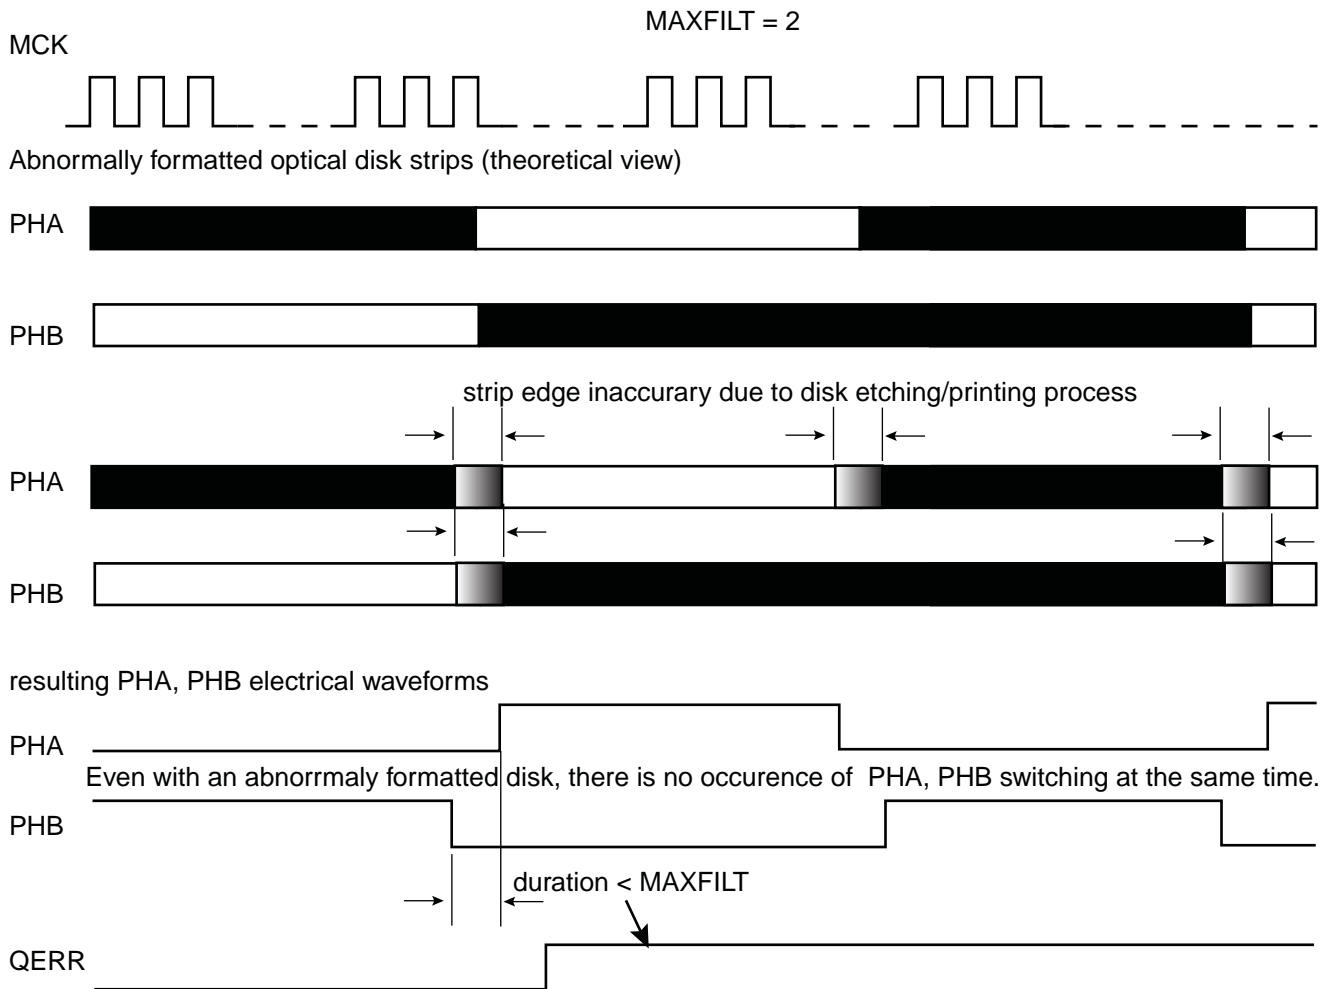 MAXFILT = 2
MCK
Abnormally formatted optical disk strips (theoretical view)
PHA
PHB
strip edge inaccurary due to disk etching/printing process
PHA
PHB
resulting PHA, PHB electrical waveforms
PHA
Even with an abnorrmaly formatted disk, there is no occurence of PHA, PHB switching at the same time.
PHB
duration < MAXFILT
QERR